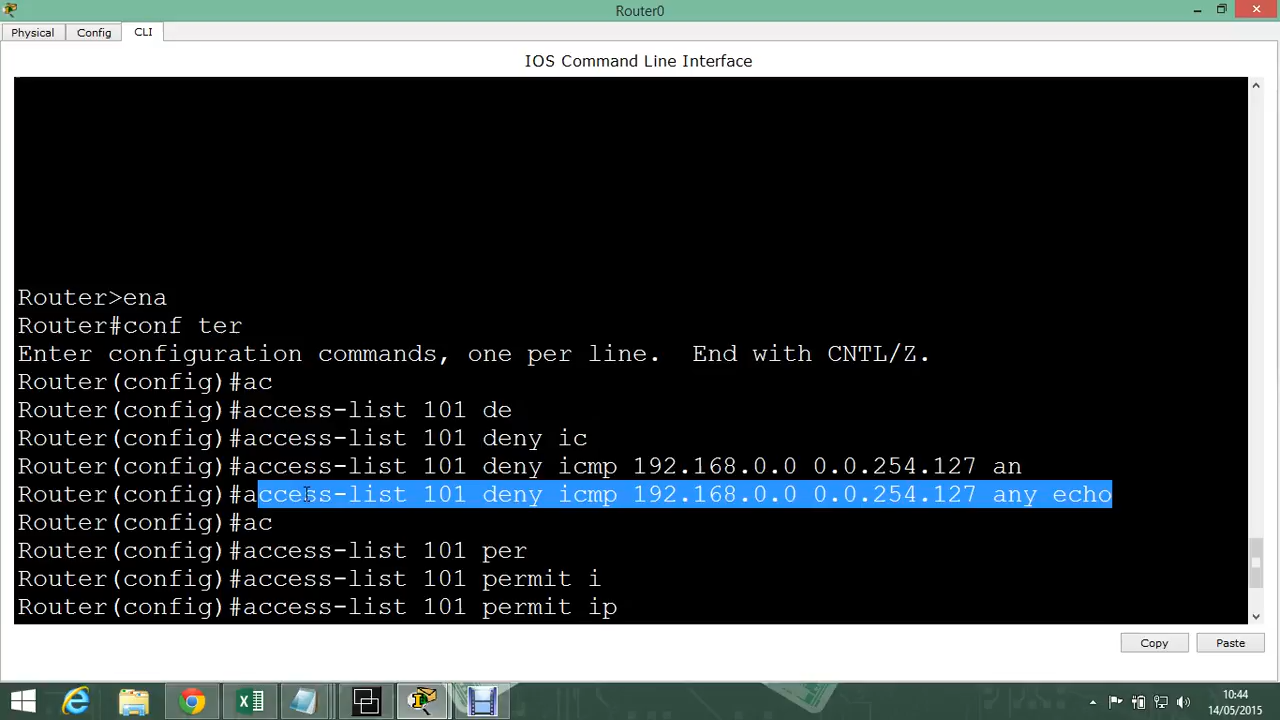 Router0
Physical
Config
CLI
IOS Command Line Interface
Router>ena
Router#conf ter
Enter configuration commands, one per line.  End with CNTL/Z.
Router(config)#ac
Router(config)#access-list 101 de
Router(config)#access-list 101 deny ic
Router(config)#access-list 101 deny icmp 192.168.0.0 0.0.254.127 an
Router(config)#access-list 101 deny icmp 192.168.0.0 0.0.254.127 any echo
Router(config)#ac
Router(config)#access-list 101 per
Router(config)#access-list 101 permit i
Router(config)#access-list 101 permit ip
Copy
Paste
10:44
14/05/2015